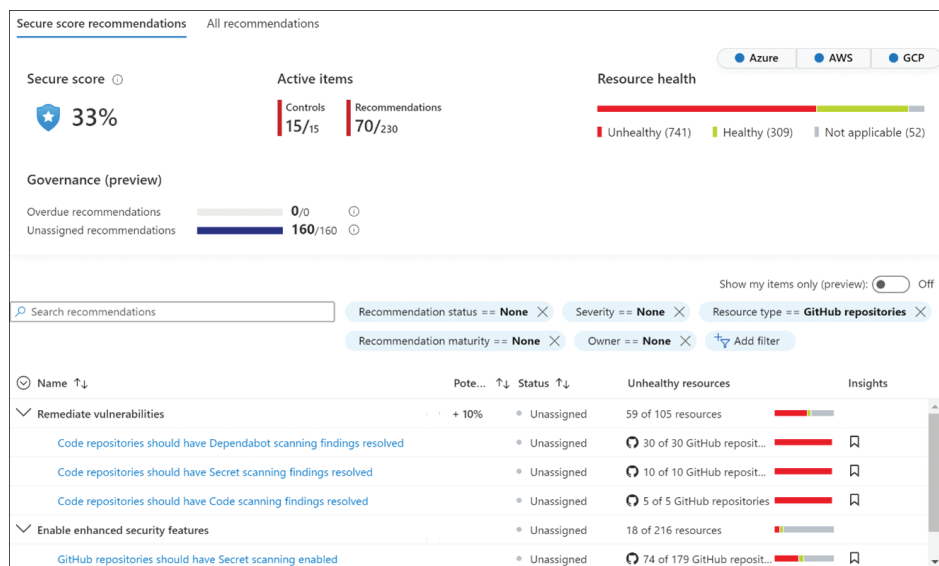 Secure score recommendations All recommendations
Azure AWS GCP
Secure score Active items Resource health
33%
Controls Recommendations
15/15 70/230
Unhealthy (741) Healthy (309) Not applicable (52)
Governance (preview)
Overdue recommendations 0/0
Unassigned recommendations 160/160
Show my items only (preview): Off
Search recommendations Recommendation status == None Severity == None Resource type == GitHub repositories
Recommendation maturity == None Owner == None Add filter
Name Pote... Status Unhealthy resources Insights
Remediate vulnerabilities + 10% Unassigned 59 of 105 resources
Code repositories should have Dependabot scanning findings resolved Unassigned 30 of 30 GitHub reposit...
Code repositories should have Secret scanning findings resolved Unassigned 10 of 10 GitHub reposit...
Code repositories should have Code scanning findings resolved Unassigned 5 of 5 GitHub repositories
Enable enhanced security features Unassigned 18 of 216 resources
GitHub repositories should have Secret scanning enabled Unassigned 74 of 179 GitHub reposit...